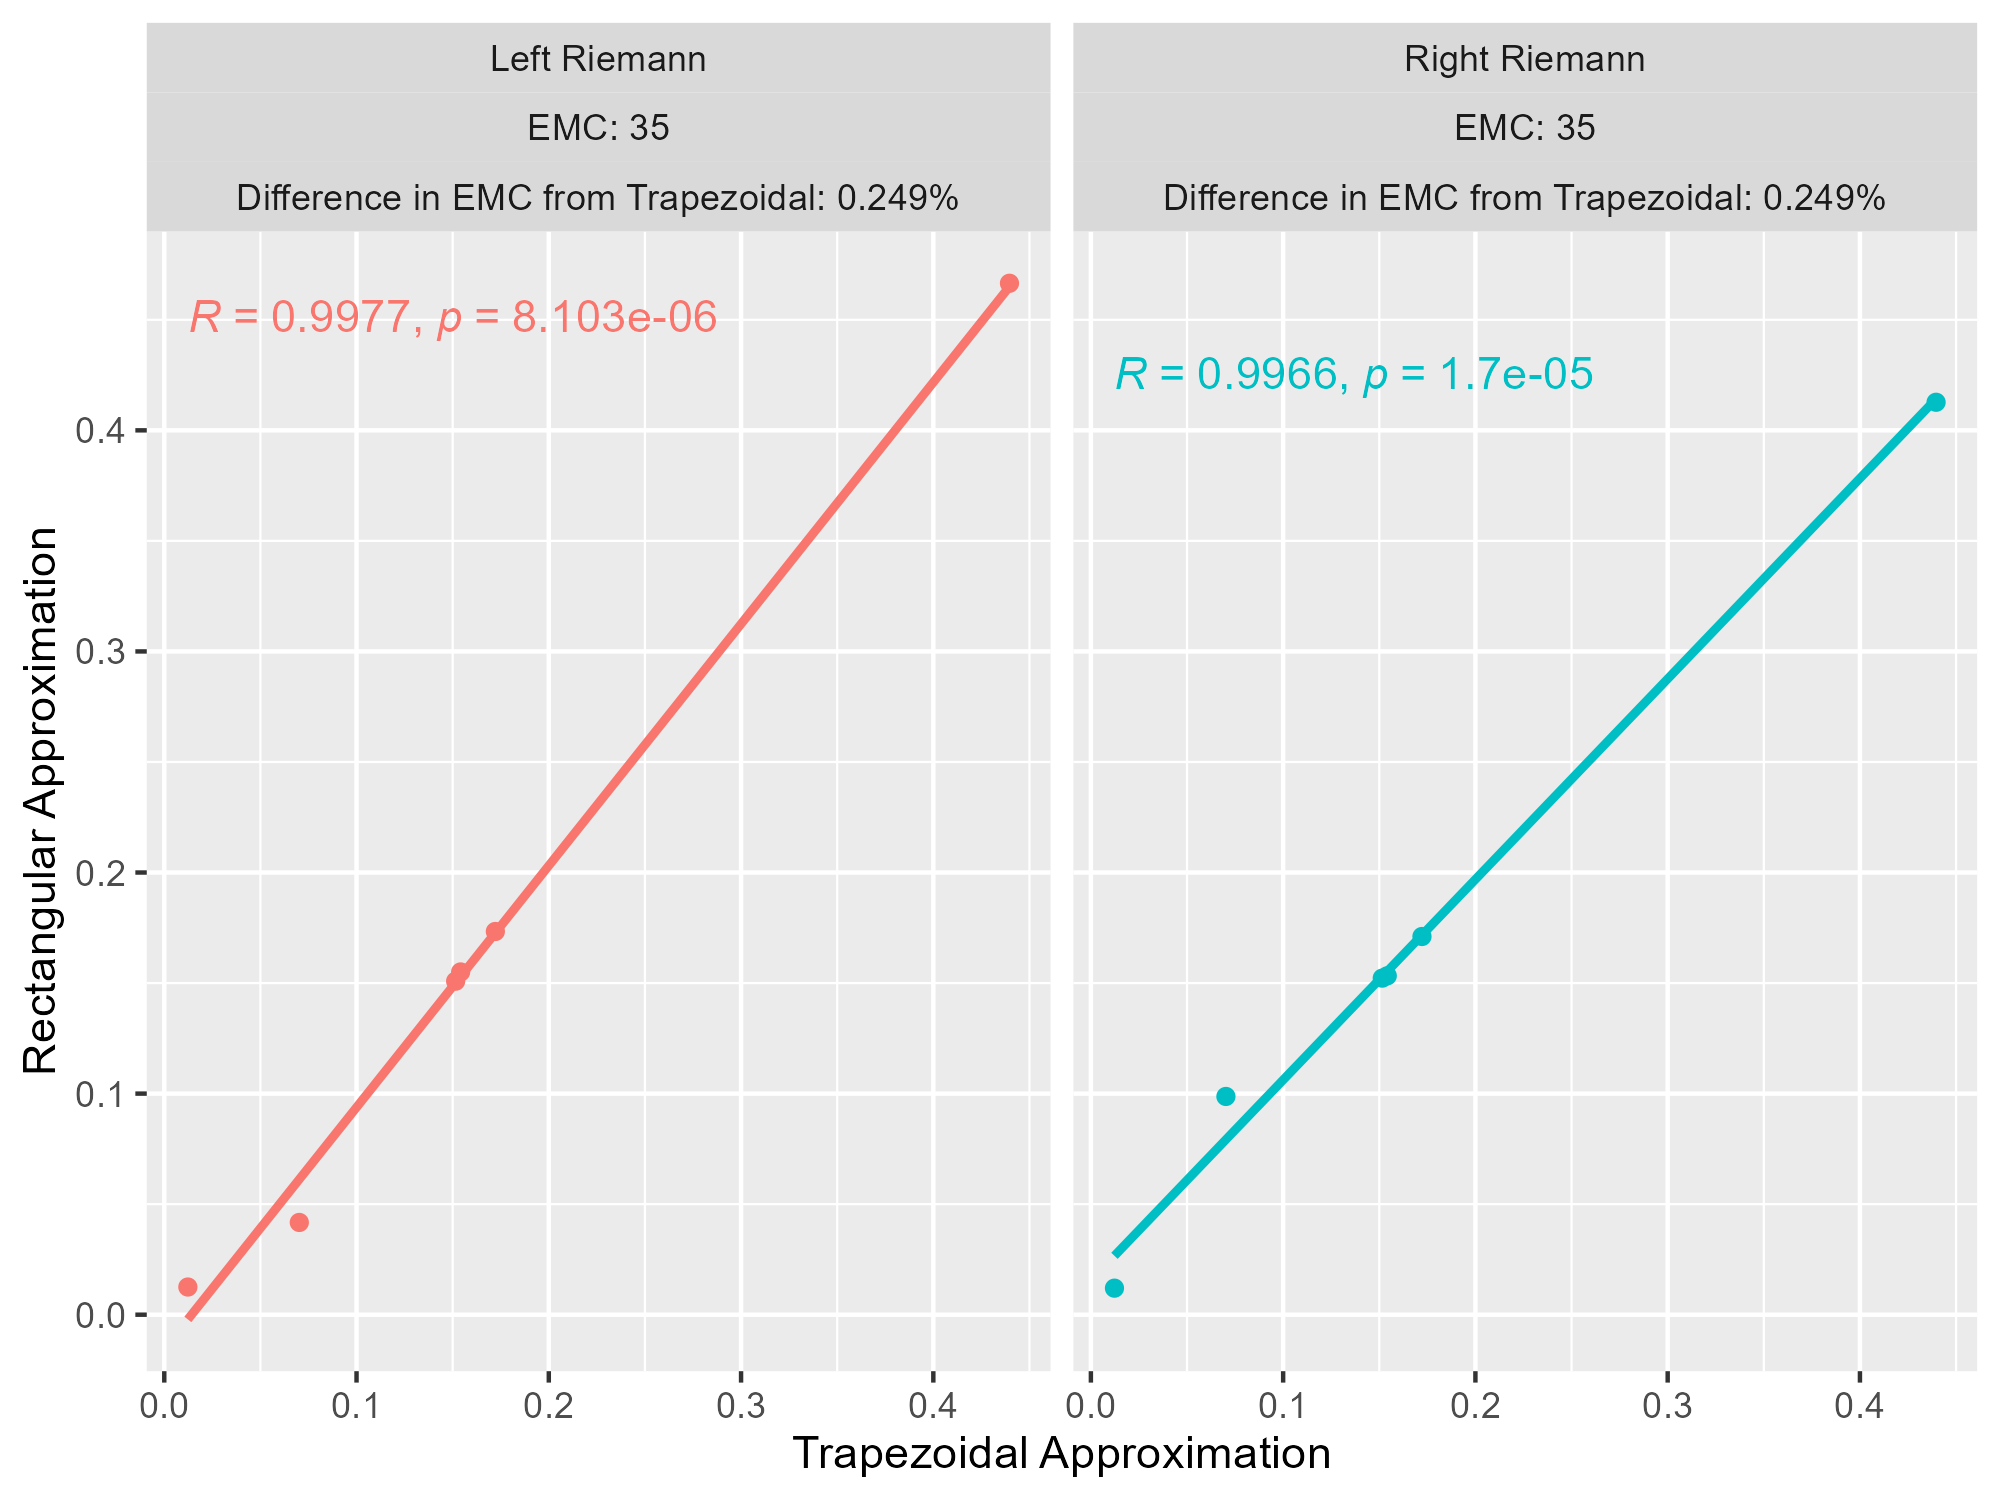 Left Riemann
EMC: 35
Difference in EMC from Trapezoidal: 0.249%
R = 0.9977, p = 8.103e-06
Right Riemann
EMC: 35
Difference in EMC from Trapezoidal: 0.249%
R = 0.9966, p = 1.7e-05
Rectangular Approximation
0.4
0.3
0.2
0.1
0.0
0.0 0.1 0.2 0.3 0.4
0.0 0.1 0.2 0.3 0.4
Trapezoidal Approximation